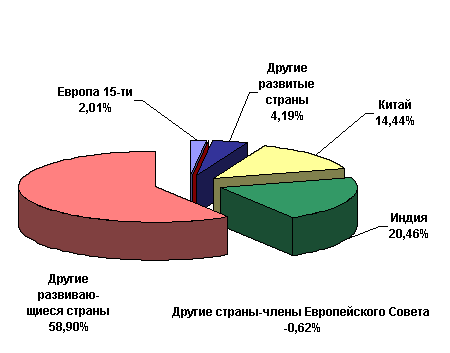 Европа 15-ти
2,01%
Другие
развитые
страны
4,19%
Китай
14,44%
Индия
20,46%
Другие
развиваю-
щиеся страны
58,90%
Другие страны-члены Европейского Совета
-0,62%